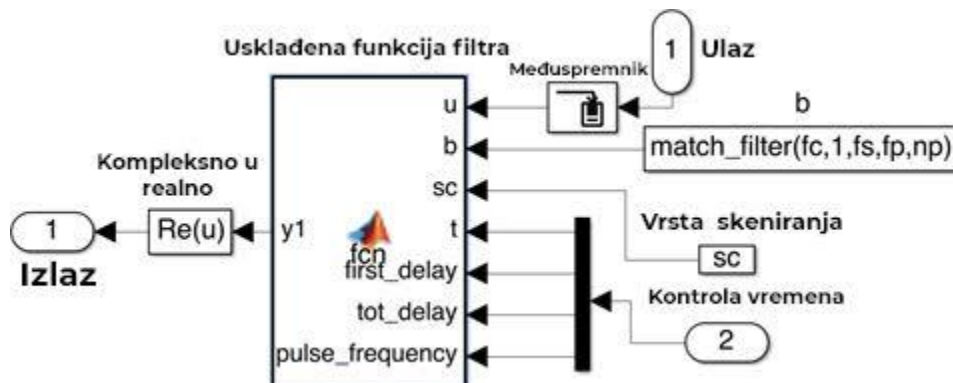 Usklađena funkcija filtra
1
Ulaz
Međuspremnik
u
b
b
match_filter(fc,1,fs,fp,np)
Kompleksno u
realno
sc
1
Re(u)
y1
fcn
t
Vrsta skeniranja
sc
Izlaz
first_delay
Kontrola vremena
tot_delay
2
pulse_frequency